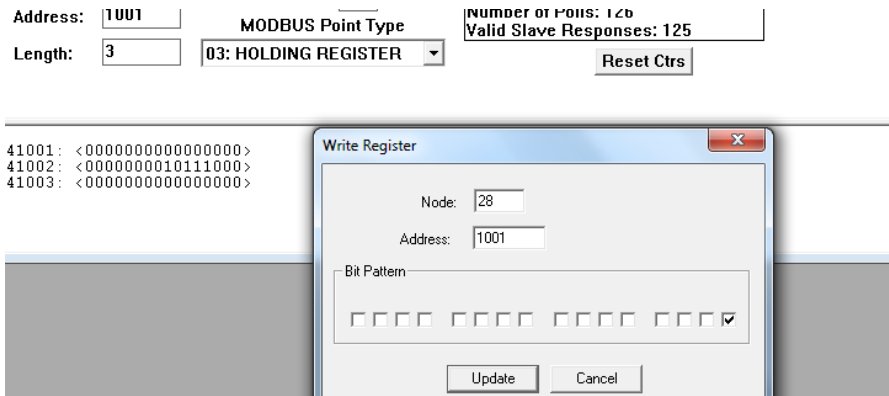 Address: 1001
MODBUS Point Type
Number of Polls: 126
Valid Slave Responses: 125
Length: 3
03: HOLDING REGISTER
Reset Ctrs
41001: <0000000000000000>
41002: <0000000010111000>
41003: <0000000000000000>
Write Register
Node: 28
Address: 1001
Bit Pattern
Update
Cancel